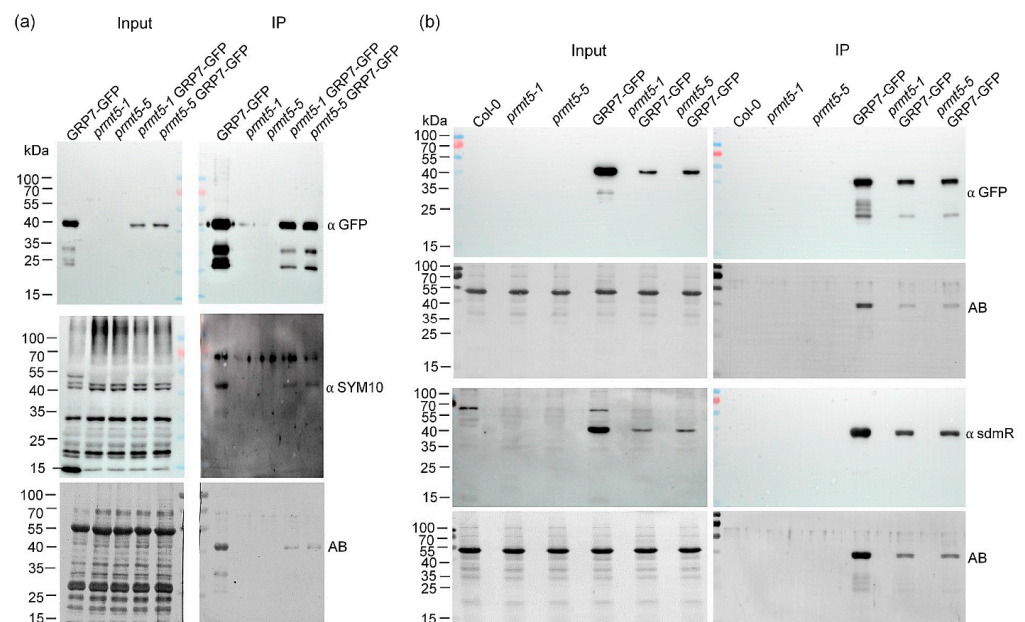 (a)
Input
IP
GRP7-GFP
prmt5-1
prmt5-5
prmt5-1 GRP7-GFP
prmt5-5 GRP7-GFP
GRP7-GFP
prmt5-1
prmt5-5
prmt5-1 GRP7-GFP
prmt5-5 GRP7-GFP
kDa
100
70
55
40
35
25
15
α GFP
100
70
55
40
35
25
15
α SYM10
100
70
55
40
35
25
15
AB
(b)
Input
IP
Col-0
prmt5-1
prmt5-5
GRP7-GFP
prmt5-1
GRP7-GFP
prmt5-5
GRP7-GFP
Col-0
prmt5-1
prmt5-5
GRP7-GFP
prmt5-1
GRP7-GFP
prmt5-5
GRP7-GFP
kDa
100
70
55
40
35
25
15
α GFP
100
70
55
40
35
25
15
AB
100
70
55
40
35
25
15
α sdmR
100
70
55
40
35
25
15
AB